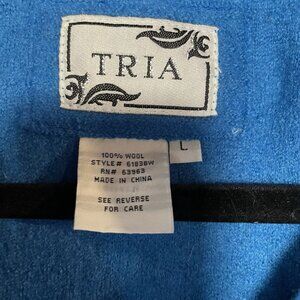 TRIA
L
100% WOOL
STYLE# 61838W
RN# 63963
MADE IN CHINA
SEE REVERSE
FOR CARE